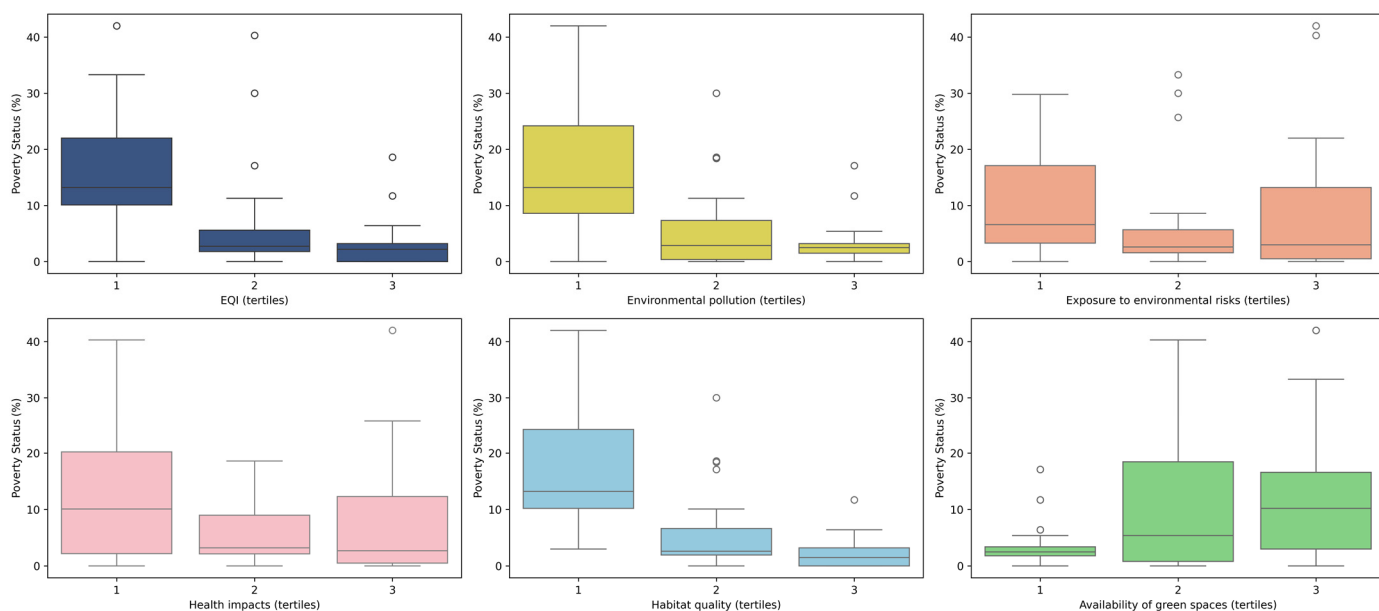 Poverty Status (%)
40
30
20
10
0
1 2 3
EQI (tertiles)
Poverty Status (%)
40
30
20
10
0
1 2 3
Environmental pollution (tertiles)
Poverty Status (%)
40
30
20
10
0
1 2 3
Exposure to environmental risks (tertiles)
Poverty Status (%)
40
30
20
10
0
1 2 3
Health impacts (tertiles)
Poverty Status (%)
40
30
20
10
0
1 2 3
Habitat quality (tertiles)
Poverty Status (%)
40
30
20
10
0
1 2 3
Availability of green spaces (tertiles)